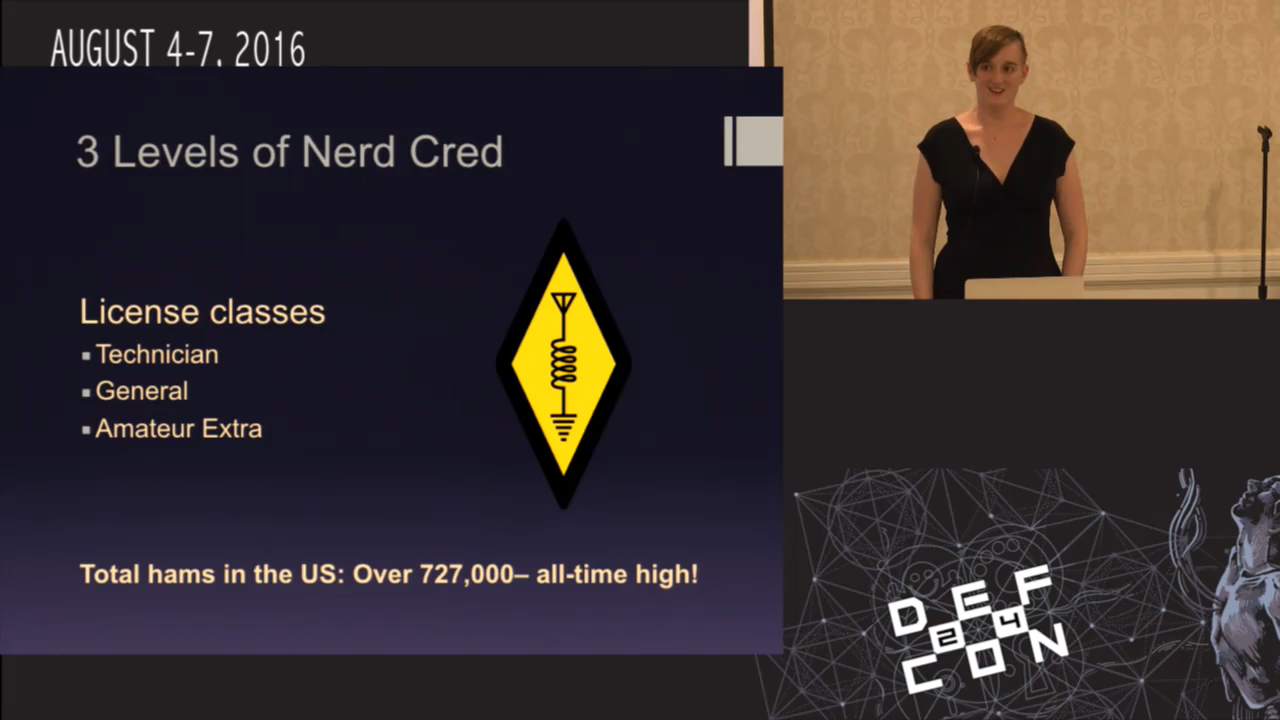 AUGUST 4-7, 2016
3 Levels of Nerd Cred
License classes
▪ Technician
▪ General
▪ Amateur Extra
Total hams in the US: Over 727,000– all-time high!
DEF
24
CON